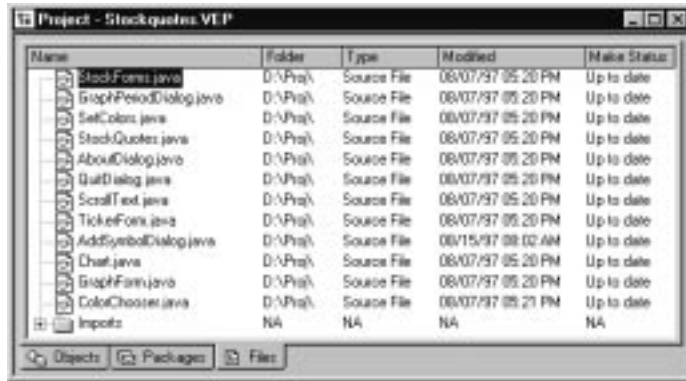 Project - Stockquotes.VEP
Name Folder Type Modified Make Status
StockForms.java D:\Proj\ Source File 08/07/97 05:20 PM Up to date
GraphPeriodDialog.java D:\Proj\ Source File 08/07/97 05:20 PM Up to date
SetColors.java D:\Proj\ Source File 08/07/97 05:20 PM Up to date
StockQuotes.java D:\Proj\ Source File 08/07/97 05:20 PM Up to date
AboutDialog.java D:\Proj\ Source File 08/07/97 05:20 PM Up to date
QuitDialog.java D:\Proj\ Source File 08/07/97 05:20 PM Up to date
ScrollText.java D:\Proj\ Source File 08/07/97 05:20 PM Up to date
TickerForm.java D:\Proj\ Source File 08/07/97 05:20 PM Up to date
AddSymbolDialog.java D:\Proj\ Source File 08/15/97 08:02 AM Up to date
Chart.java D:\Proj\ Source File 08/07/97 05:20 PM Up to date
GraphForm.java D:\Proj\ Source File 08/07/97 05:20 PM Up to date
ColorChooser.java D:\Proj\ Source File 08/07/97 05:21 PM Up to date
Imports NA NA NA NA
Objects Packages Files